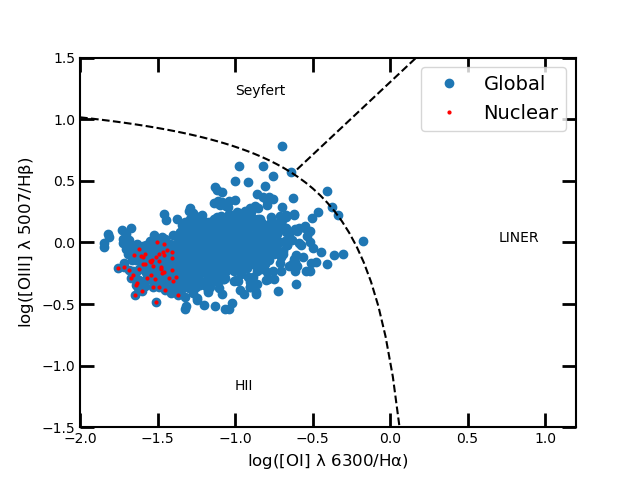 1.5
Seyfert
Global
Nuclear
1.0
0.5
0.0
LINER
−0.5
−1.0
HII
−1.5
−2.0 −1.5 −1.0 −0.5 0.0 0.5 1.0
log([OI] λ 6300/Hα)
log([OIII] λ 5007/Hβ)